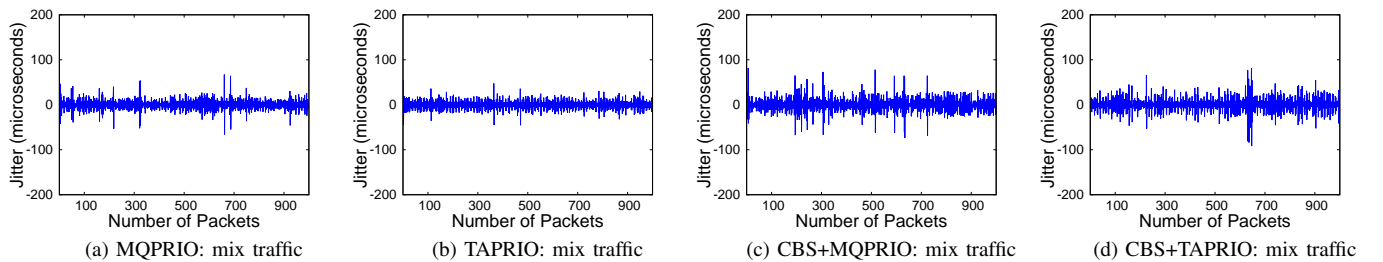 200
100
0
-100
-200
Jitter (microseconds)
100 300 500 700 900
Number of Packets
(a) MQPRIO: mix traffic
200
100
0
-100
-200
Jitter (microseconds)
100 300 500 700 900
Number of Packets
(b) TAPRIO: mix traffic
200
100
0
-100
-200
Jitter (microseconds)
100 300 500 700 900
Number of Packets
(c) CBS+MQPRIO: mix traffic
200
100
0
-100
-200
Jitter (microseconds)
100 300 500 700 900
Number of Packets
(d) CBS+TAPRIO: mix traffic